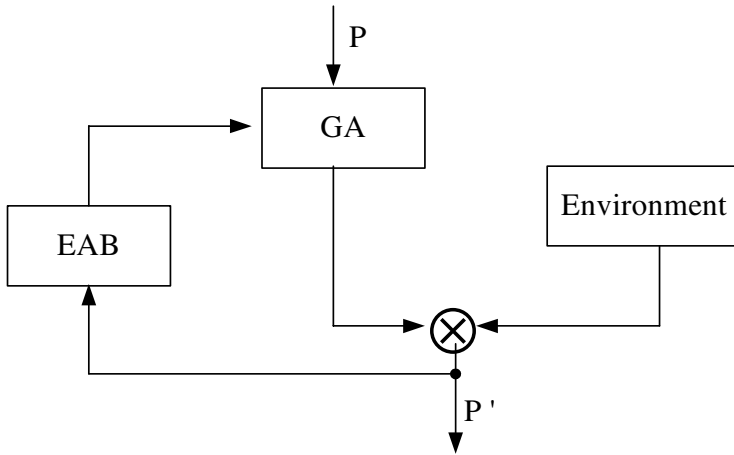 P
GA
Environment
EAB
P '